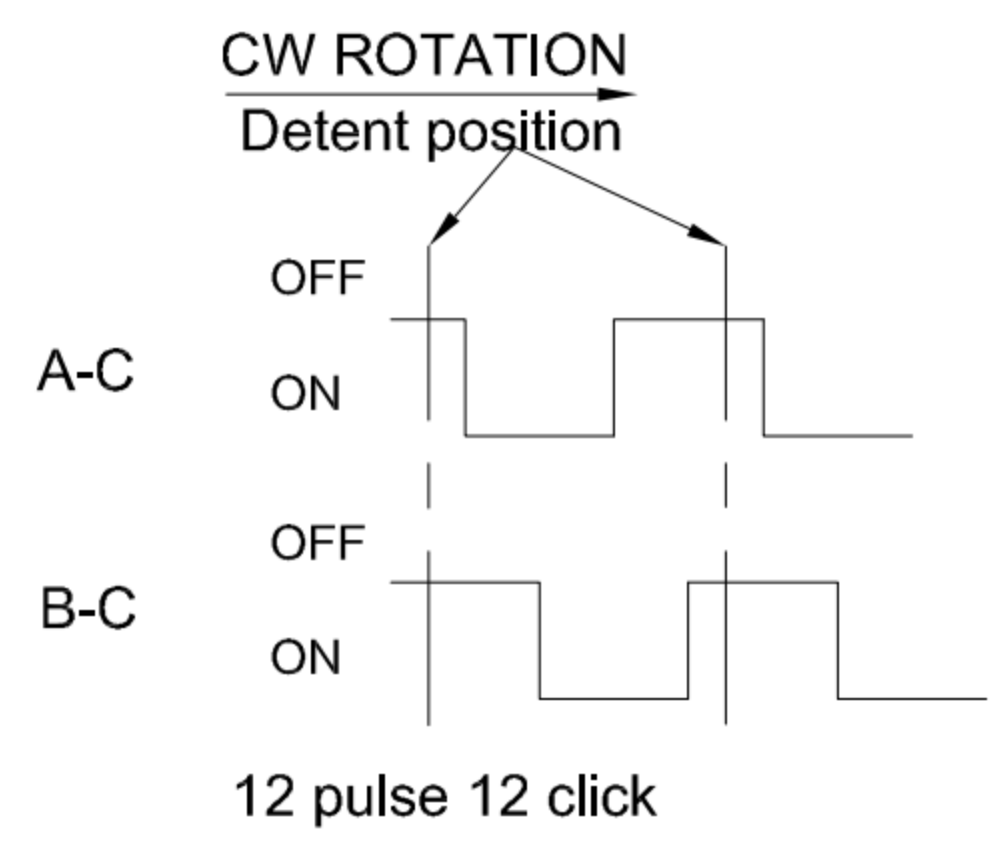 CW ROTATION
Detent position
OFF
A-C
ON
OFF
B-C
ON
12 pulse 12 click